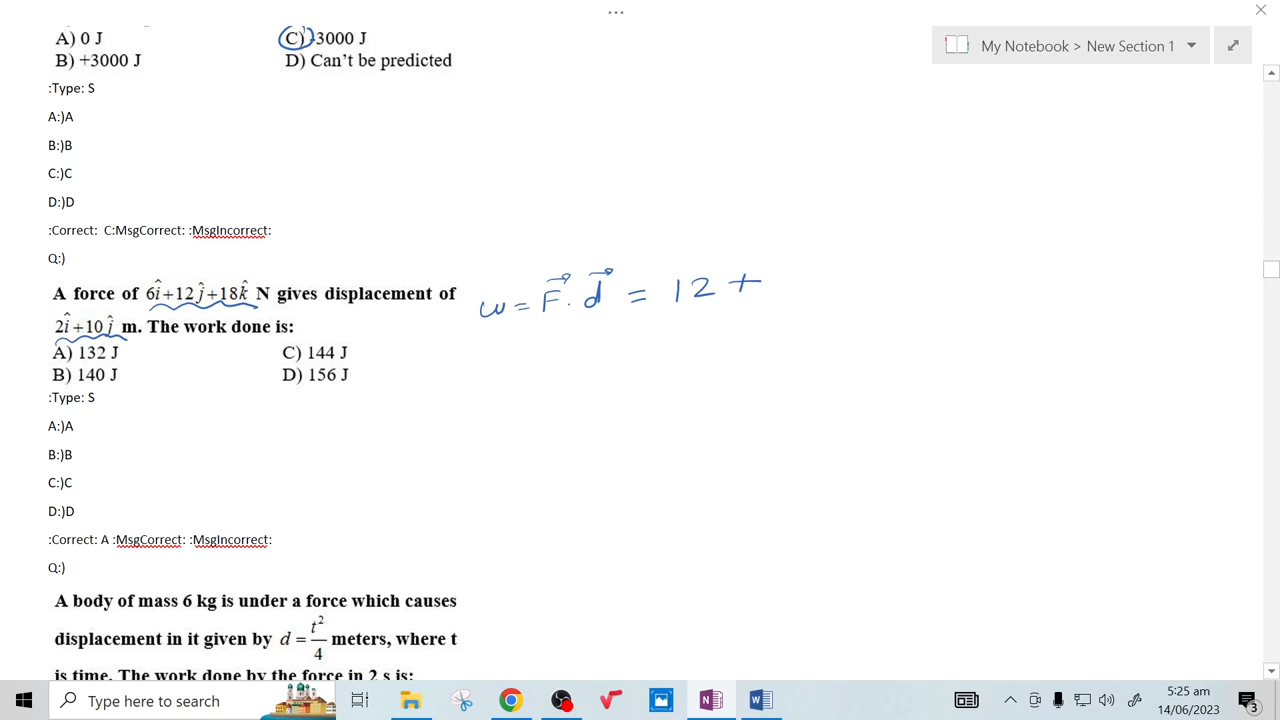 A) 0 J
C) -3000 J
My Notebook > New Section 1
B) +3000 J
D) Can't be predicted
:Type: S
A:)A
B:)B
C:)C
D:)D
:Correct:  C:MsgCorrect: :MsgIncorrect:
Q:)
A force of 6î+12ĵ+18k̂ N gives displacement of
2î+10ĵ m. The work done is:
w = F⃗ . d⃗ = 12 +
A) 132 J
C) 144 J
B) 140 J
D) 156 J
:Type: S
A:)A
B:)B
C:)C
D:)D
:Correct: A :MsgCorrect: :MsgIncorrect:
Q:)
A body of mass 6 kg is under a force which causes
displacement in it given by d = t²/4 meters, where t
is time. The work done by the force in 2 s is:
Type here to search
5:25 am
14/06/2023
3